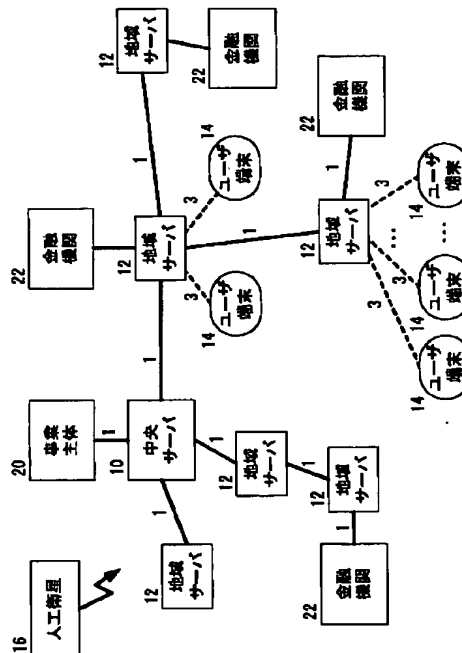 16
人工衛星
20
事業
主体
1
22
金融
機関
12
地域
サーバ
1
10
中央
サーバ
1
12
地域
サーバ
1
12
地域
サーバ
22
金融
機関
3
14
ユーザ
端末
3
14
ユーザ
端末
1
12
地域
サーバ
1
12
地域
サーバ
1
22
金融
機関
1
12
地域
サーバ
1
22
金融
機関
3
14
ユーザ
端末
3
14
ユーザ
端末
3
14
ユーザ
端末